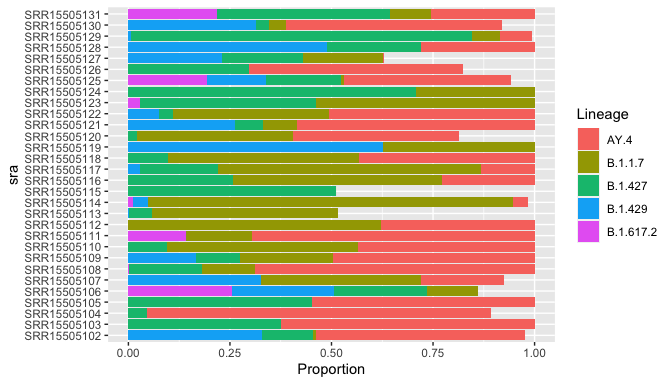 SRR15505131
SRR15505130
SRR15505129
SRR15505128
SRR15505127
SRR15505126
SRR15505125
SRR15505124
SRR15505123
SRR15505122
SRR15505121
SRR15505120
SRR15505119
SRR15505118
SRR15505117
SRR15505116
SRR15505115
SRR15505114
SRR15505113
SRR15505112
SRR15505111
SRR15505110
SRR15505109
SRR15505108
SRR15505107
SRR15505106
SRR15505105
SRR15505104
SRR15505103
SRR15505102
sra
0.00 0.25 0.50 0.75 1.00
Proportion
Lineage
AY.4
B.1.1.7
B.1.427
B.1.429
B.1.617.2